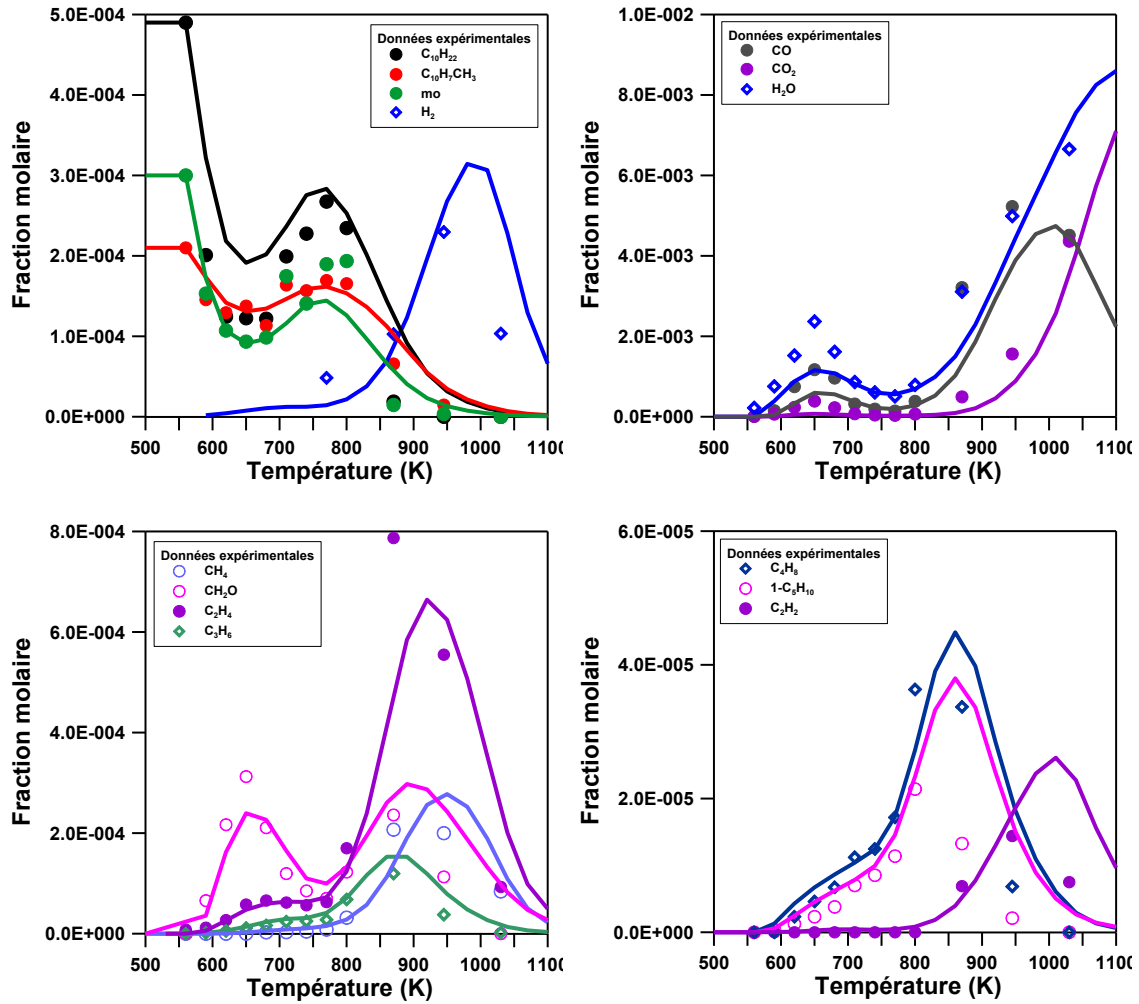 5.0E-004
4.0E-004
3.0E-004
2.0E-004
1.0E-004
0.0E+000
Fraction molaire
Données expérimentales
C10H22
C10H7CH3
mo
H2
500 600 700 800 900 1000 1100
Température (K)
1.0E-002
8.0E-003
6.0E-003
4.0E-003
2.0E-003
0.0E+000
Fraction molaire
Données expérimentales
CO
CO2
H2O
500 600 700 800 900 1000 1100
Température (K)
8.0E-004
6.0E-004
4.0E-004
2.0E-004
0.0E+000
Fraction molaire
Données expérimentales
CH4
CH2O
C2H4
C3H6
500 600 700 800 900 1000 1100
Température (K)
6.0E-005
4.0E-005
2.0E-005
0.0E+000
Fraction molaire
Données expérimentales
C4H8
1-C5H10
C2H2
500 600 700 800 900 1000 1100
Température (K)